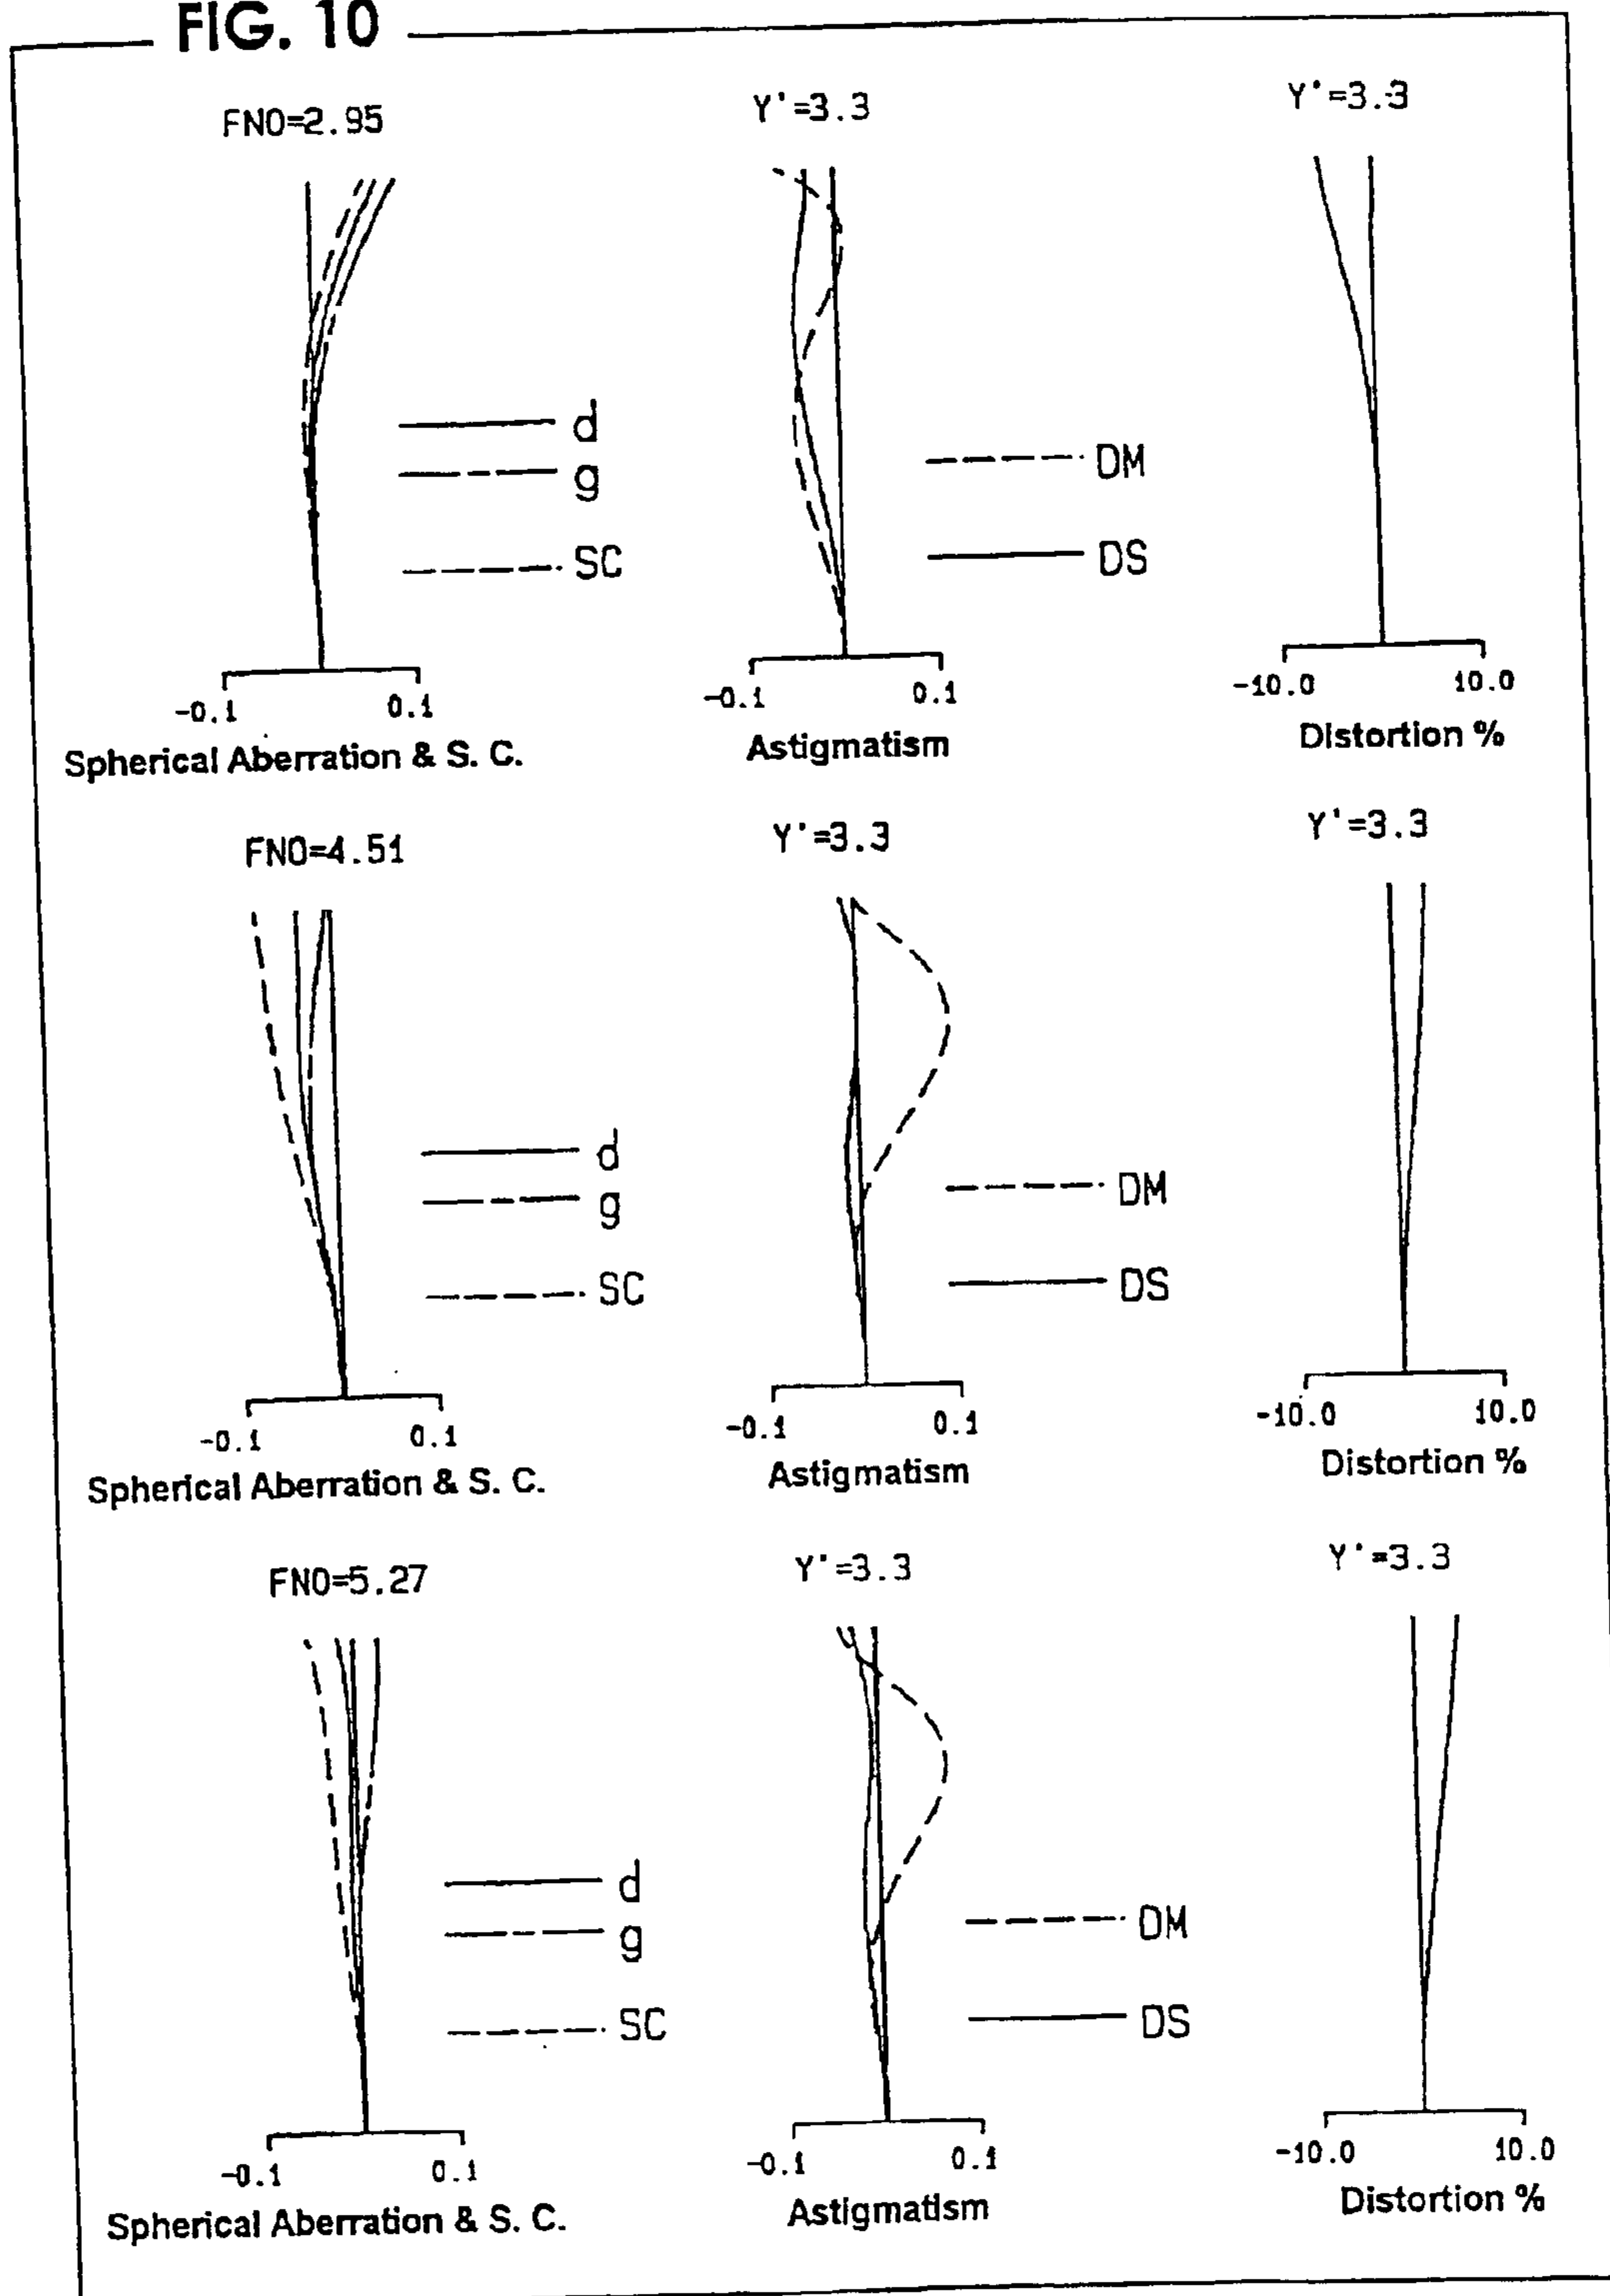 FIG. 10
FNO=2.95
Y'=3.3
Y'=3.3
d
g
SC
DM
DS
-0.1 0.1
-0.1 0.1
-10.0 10.0
Spherical Aberration & S. C.
Astigmatism
Distortion %
FNO=4.51
Y'=3.3
Y'=3.3
d
g
SC
DM
DS
-0.1 0.1
-0.1 0.1
-10.0 10.0
Spherical Aberration & S. C.
Astigmatism
Distortion %
FNO=5.27
Y'=3.3
Y'=3.3
d
g
SC
DM
DS
-0.1 0.1
-0.1 0.1
-10.0 10.0
Spherical Aberration & S. C.
Astigmatism
Distortion %